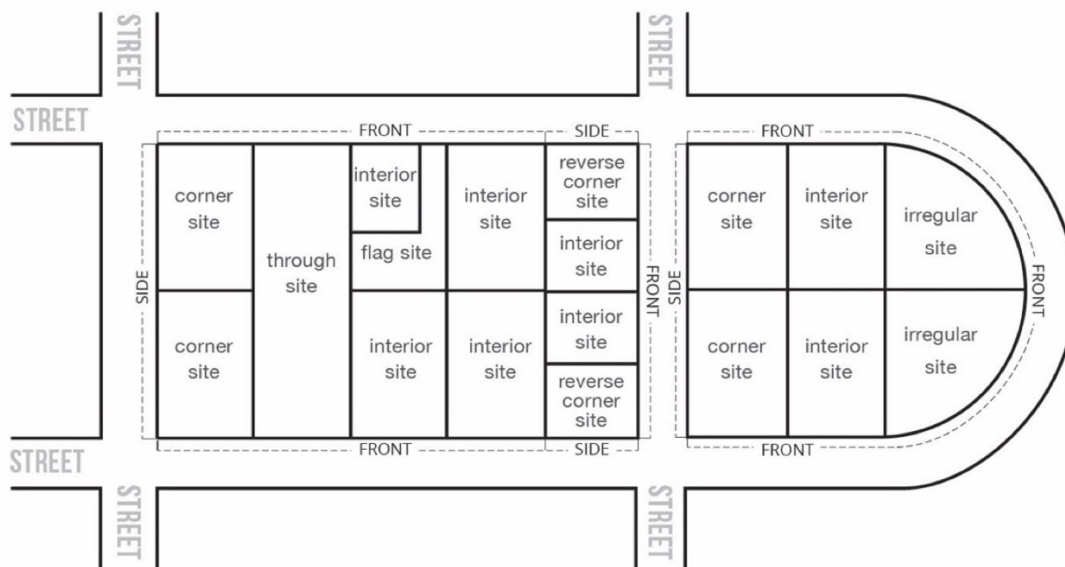 STREET
STREET
STREET
FRONT
SIDE
FRONT
corner
site
through
site
interior
site
flag site
interior
site
reverse
corner
site
interior
site
SIDE
FRONT
SIDE
corner
site
interior
site
irregular
site
FRONT
corner
site
interior
site
interior
site
interior
site
reverse
corner
site
corner
site
interior
site
irregular
site
FRONT
SIDE
FRONT
STREET
STREET
STREET